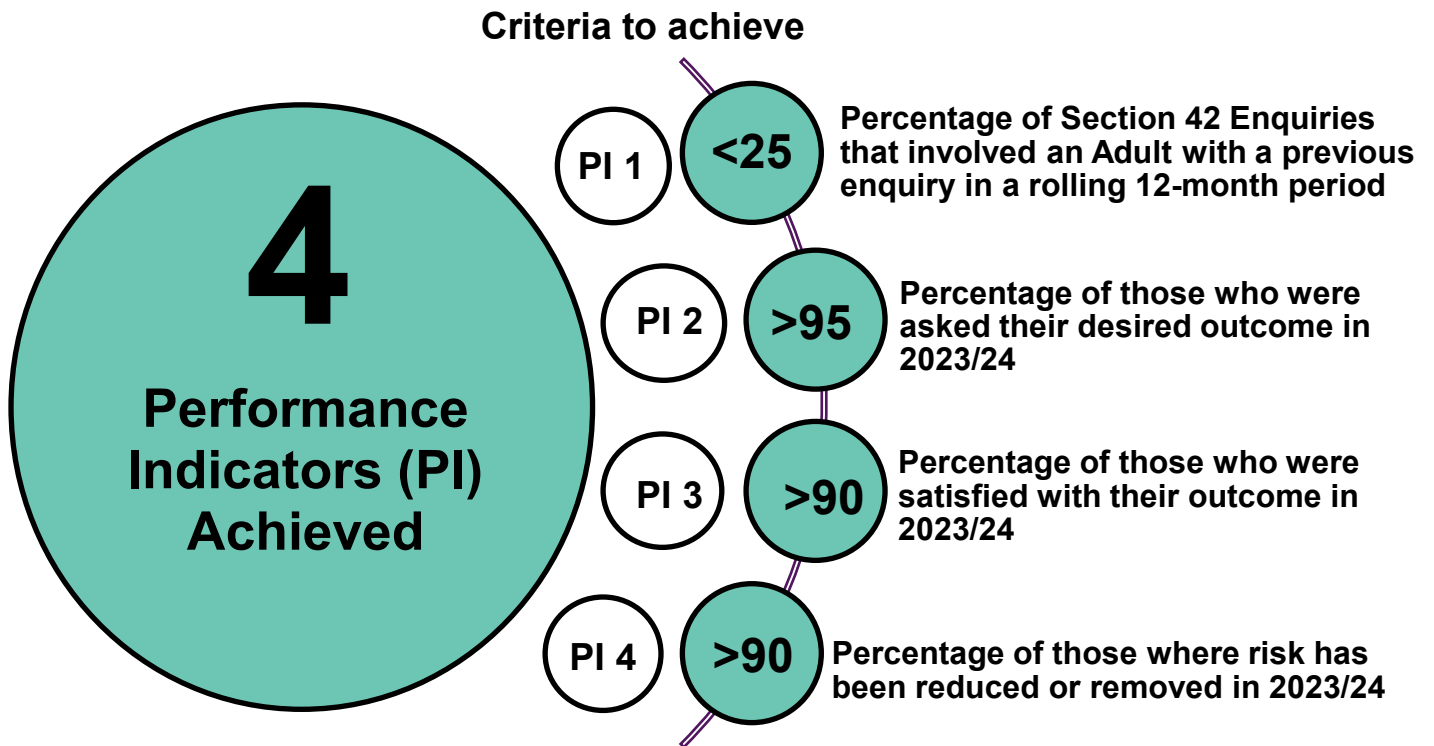 Criteria to achieve
4
Performance
Indicators (PI)
Achieved
PI 1
<25
Percentage of Section 42 Enquiries
that involved an Adult with a previous
enquiry in a rolling 12-month period
PI 2
>95
Percentage of those who were
asked their desired outcome in
2023/24
PI 3
>90
Percentage of those who were
satisfied with their outcome in
2023/24
PI 4
>90
Percentage of those where risk has
been reduced or removed in 2023/24